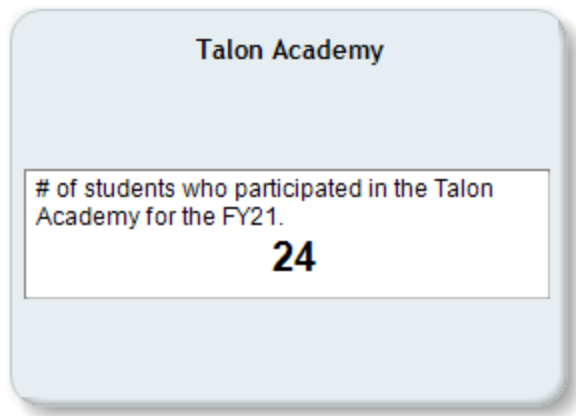 Talon Academy
# of students who participated in the Talon
Academy for the FY21.
24